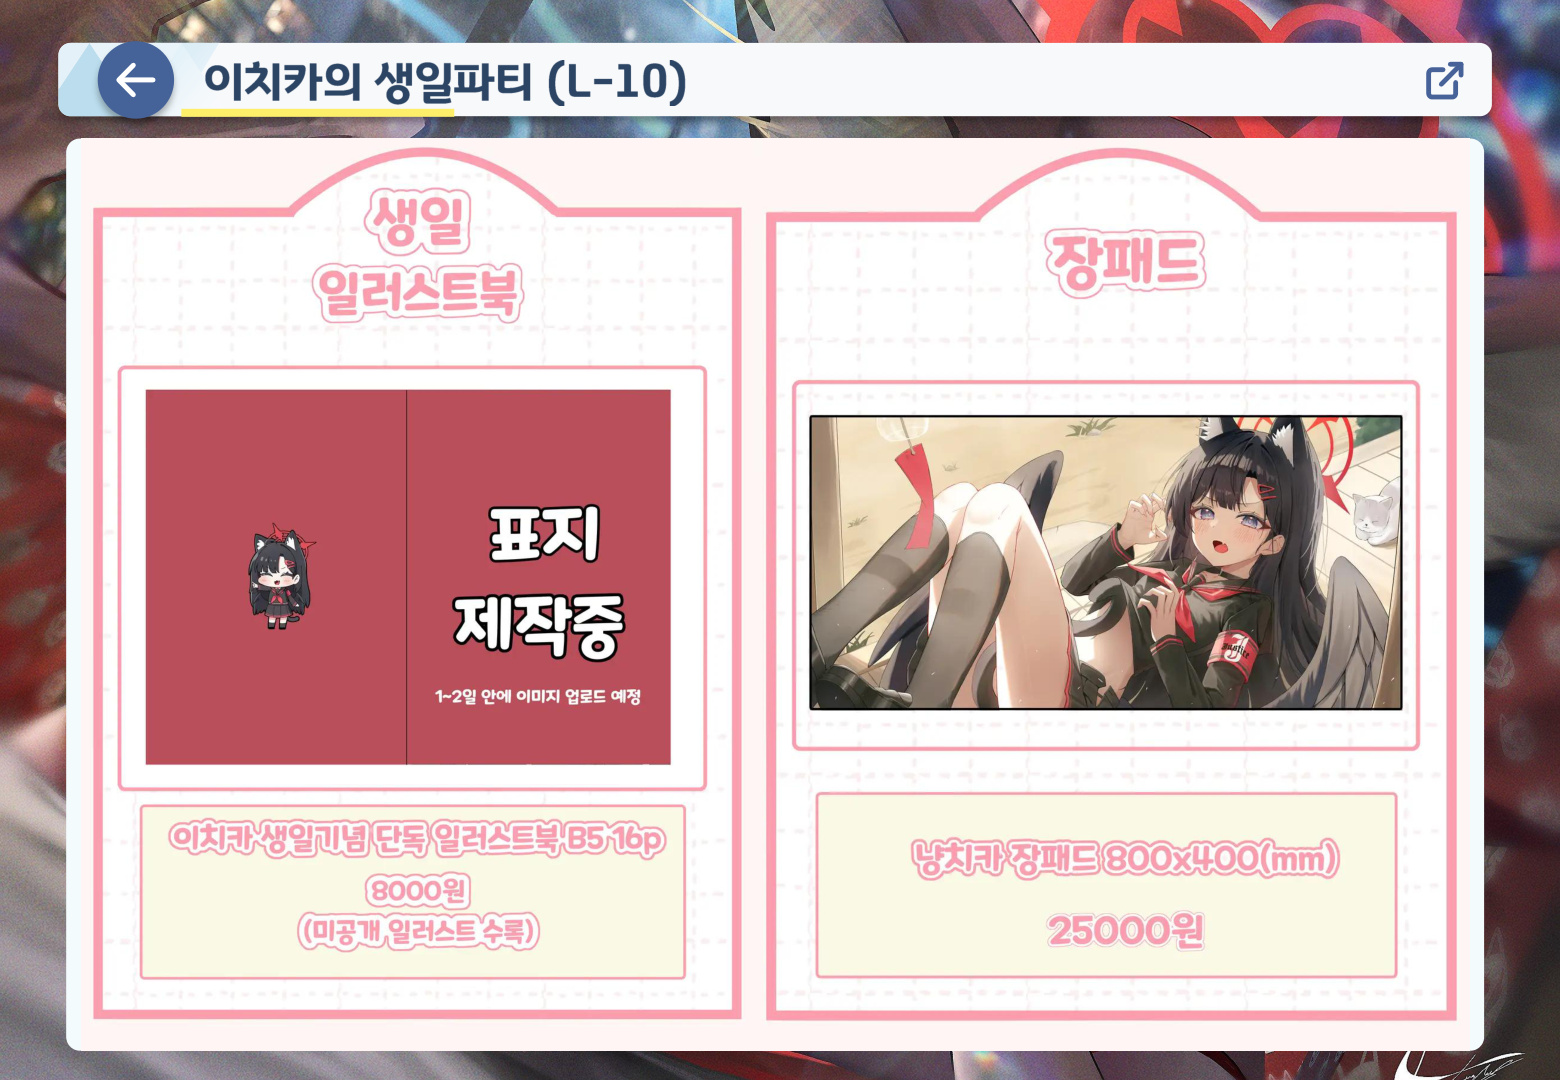 이치카의 생일파티 (L-10)
생일
일러스트북
표지
제작중
1~2일 안에 이미지 업로드 예정
이치카 생일기념 단독 일러스트북 B5 16p
8000원
(미공개 일러스트 수록)
장패드
Justice
냥치카 장패드 800x400(mm)
25000원